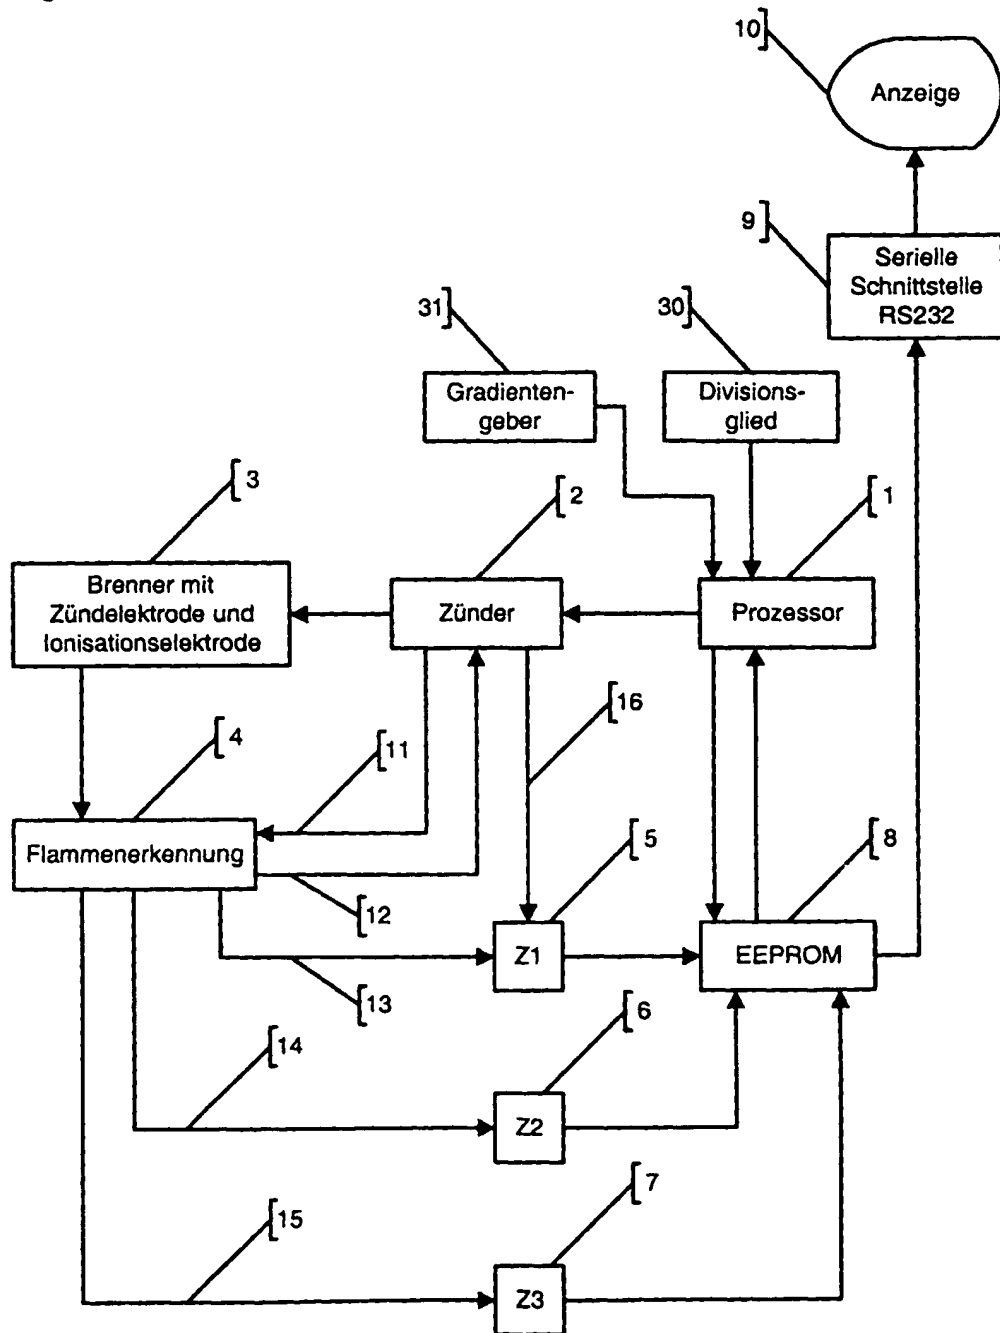 10
Anzeige
9
Serielle
Schnittstelle
RS232
31
30
Gradienten-
geber
Divisions-
glied
3
2
1
Brenner mit
Zündelektrode und
Ionisationselektrode
Zünder
Prozessor
16
4
11
Flammenerkennung
5
8
12
Z1
EEPROM
13
6
14
Z2
7
15
Z3